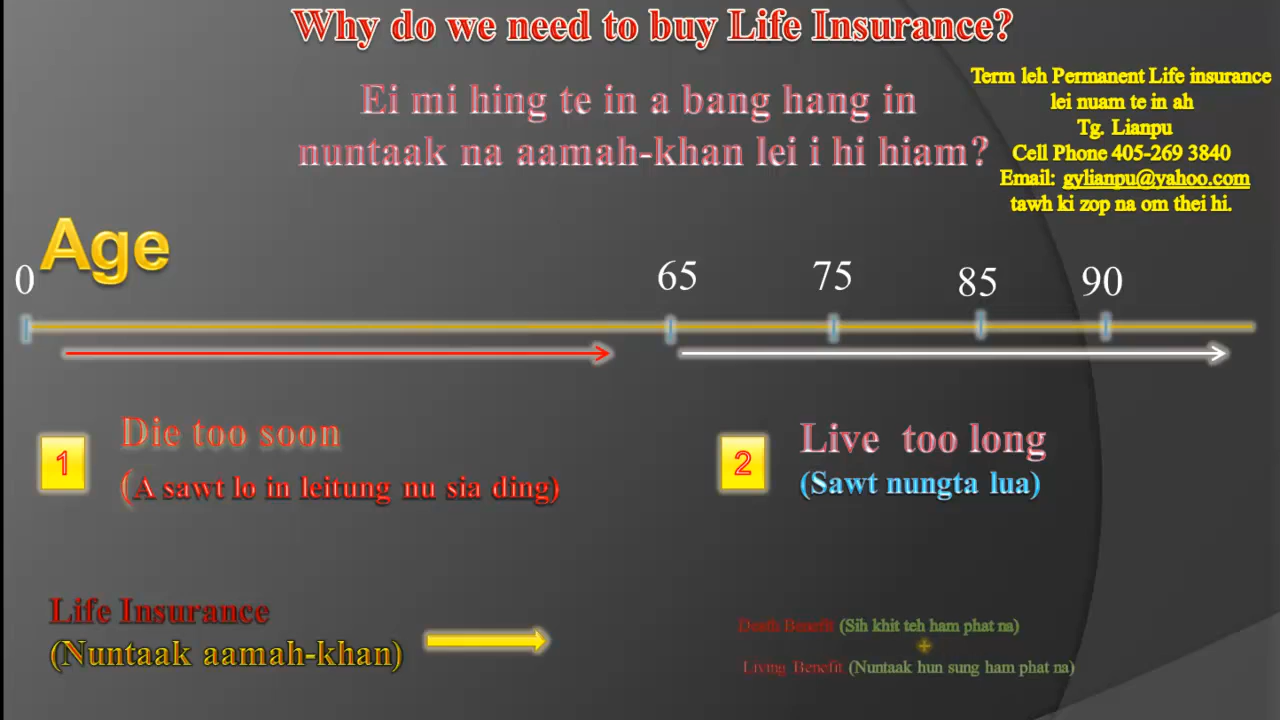 Why do we need to buy Life Insurance?
Ei mi hing te in a bang hang in
nuntaak na aamah-khan lei i hi hiam?
Term leh Permanent Life insurance
lei nuam te in ah
Tg. Lianpu
Cell Phone 405-269 3840
Email: gylianpu@yahoo.com
tawh ki zop na om thei hi.
Age
0
65
75
85
90
1
Die too soon
(A sawt lo in leitung nu sia ding)
2
Live too long
(Sawt nungta lua)
Life Insurance
(Nuntaak aamah-khan)
Death Benefit (Sih khit teh ham phat na)
+
Living Benefit (Nuntaak hun sung ham phat na)